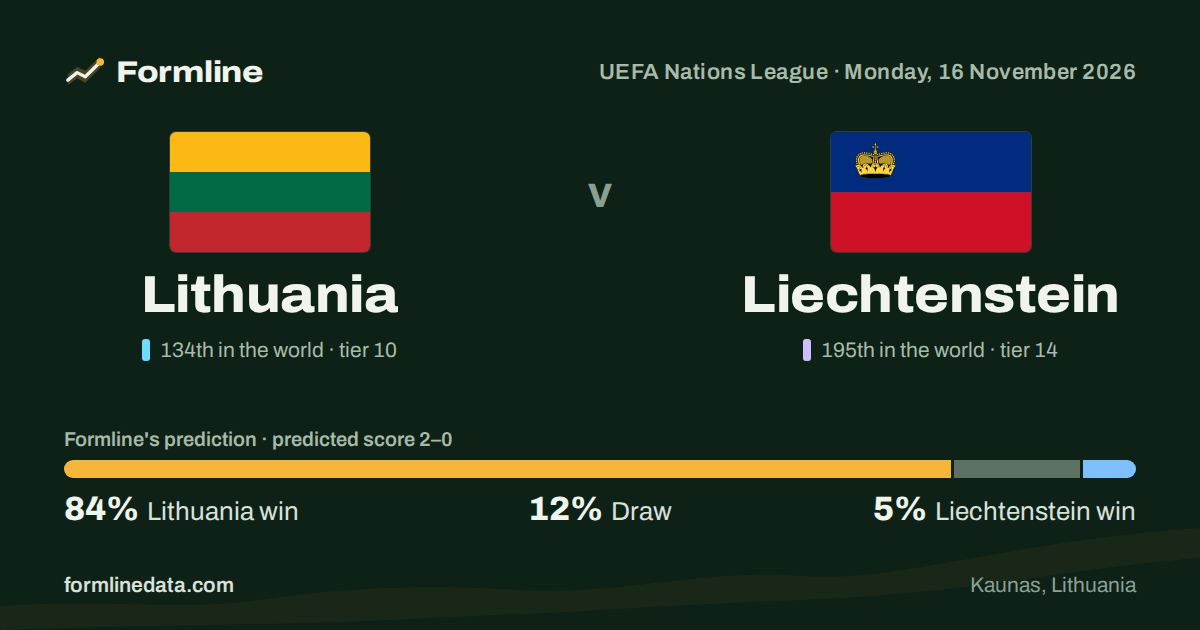 Formline
UEFA Nations League · Monday, 16 November 2026
V
Lithuania
134th in the world · tier 10
Liechtenstein
195th in the world · tier 14
Formline's prediction · predicted score 2–0
84% Lithuania win
12% Draw
5% Liechtenstein win
formlinedata.com
Kaunas, Lithuania